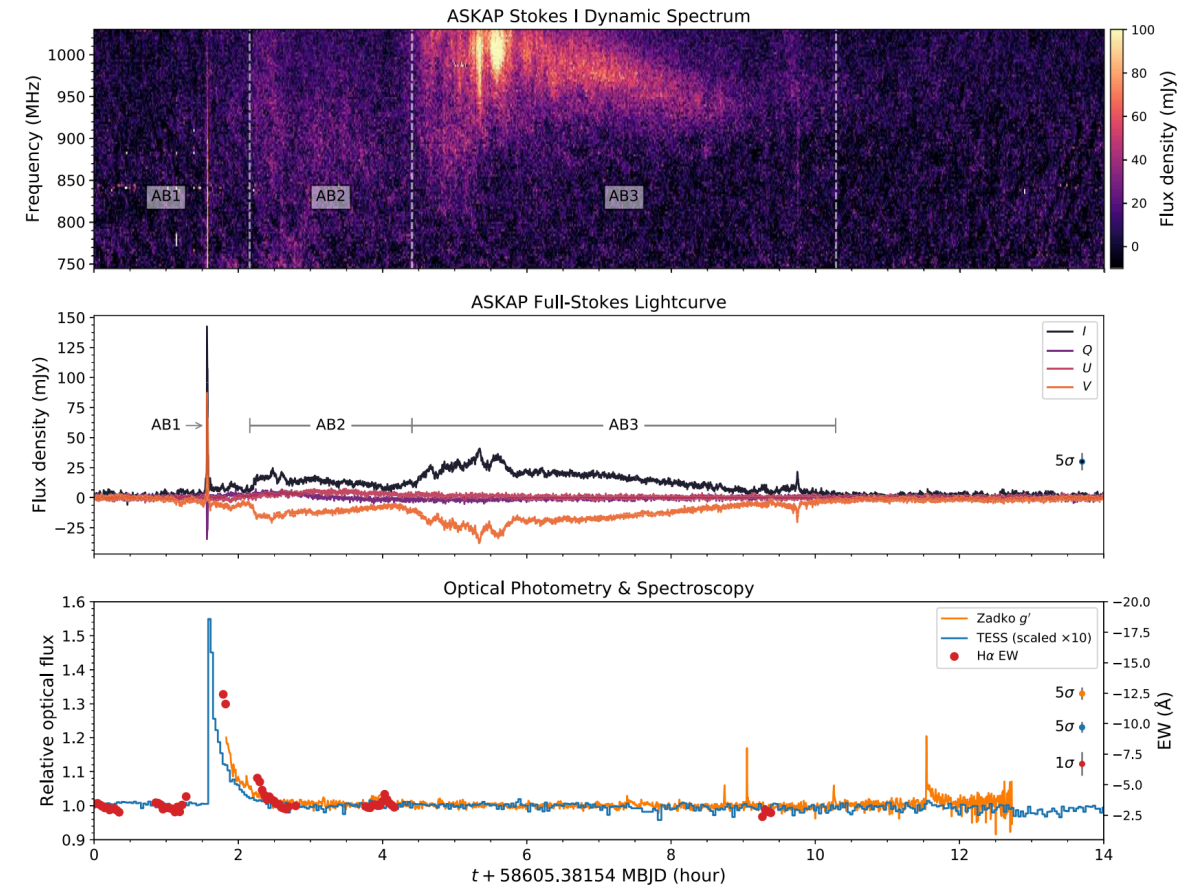 ASKAP Stokes I Dynamic Spectrum
Frequency (MHz)
1000
950
900
850
800
750
AB1
AB2
AB3
100
80
60
40
20
0
Flux density (mJy)
ASKAP Full-Stokes Lightcurve
Flux density (mJy)
150
125
100
75
50
25
0
−25
AB1
AB2
AB3
I
Q
U
V
5σ
Optical Photometry & Spectroscopy
Relative optical flux
1.6
1.5
1.4
1.3
1.2
1.1
1.0
0.9
Zadko g′
TESS (scaled ×10)
Hα EW
5σ
5σ
1σ
−20.0
−17.5
−15.0
−12.5
−10.0
−7.5
−5.0
−2.5
EW (Å)
0 2 4 6 8 10 12 14
t + 58605.38154 MBJD (hour)